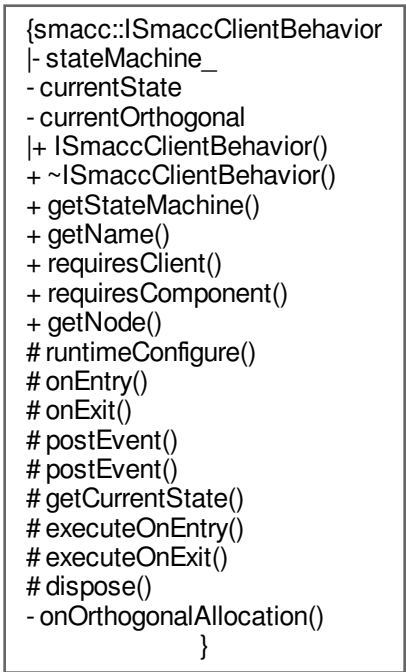 {smacc::ISmaccClientBehavior
|- stateMachine_
- currentState
- currentOrthogonal
|+ ISmaccClientBehavior()
+ ~ISmaccClientBehavior()
+ getStateMachine()
+ getName()
+ requiresClient()
+ requiresComponent()
+ getNode()
# runtimeConfigure()
# onEntry()
# onExit()
# postEvent()
# postEvent()
# getCurrentState()
# executeOnEntry()
# executeOnExit()
# dispose()
- onOrthogonalAllocation()
}